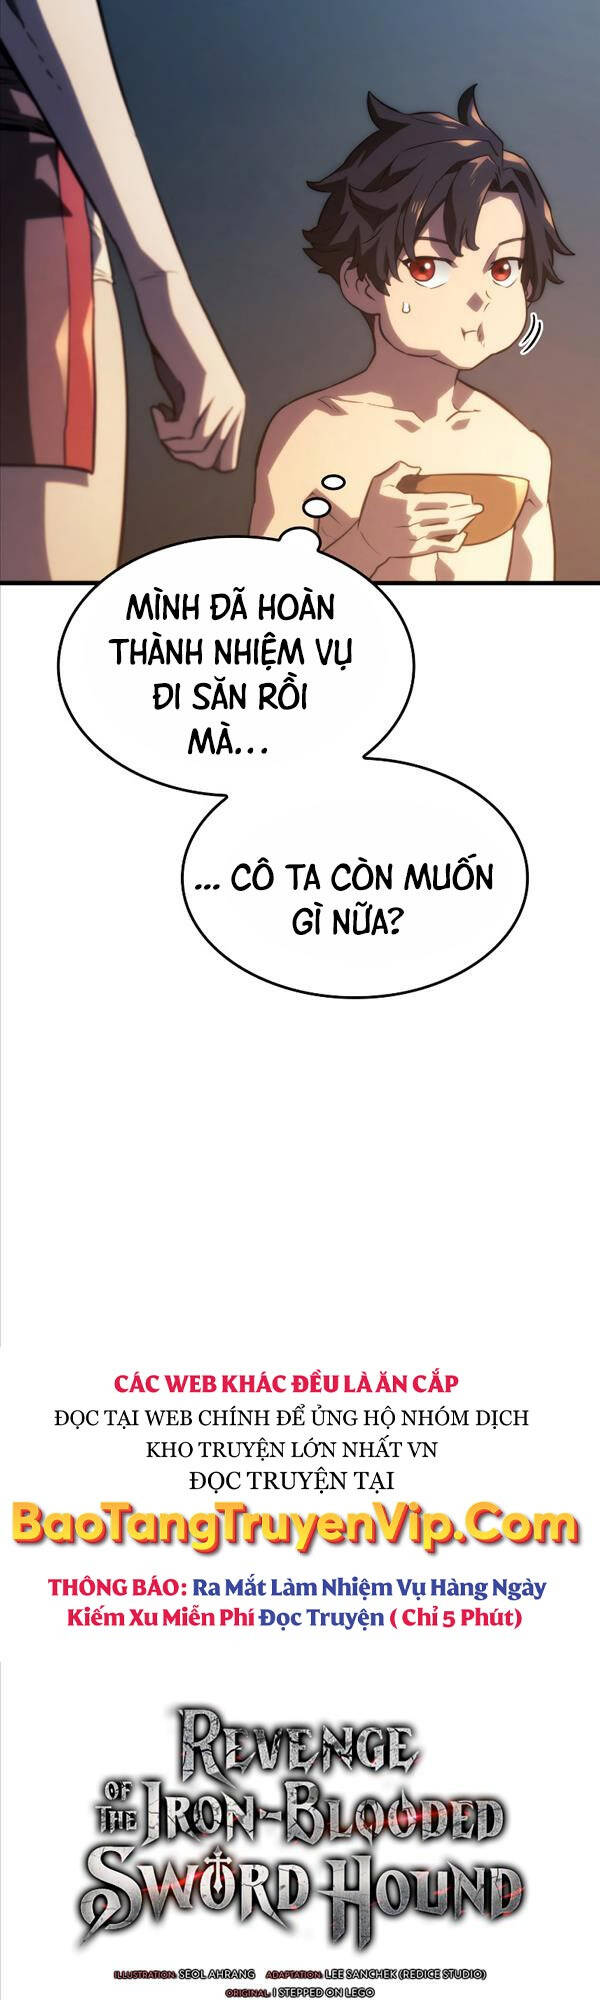 MÌNH ĐÃ HOÀN
THÀNH NHIỆM VỤ
ĐI SĂN RỒI
MÀ...
... CÔ TA CÒN MUỐN
GÌ NỮA?
CÁC WEB KHÁC ĐỀU LÀ ĂN CẮP
ĐỌC TẠI WEB CHÍNH ĐỂ ỦNG HỘ NHÓM DỊCH
KHO TRUYỆN LỚN NHẤT VN
ĐỌC TRUYỆN TẠI
BaoTangTruyenVip.Com
THÔNG BÁO: Ra Mắt Làm Nhiệm Vụ Hàng Ngày
Kiếm Xu Miễn Phí Đọc Truyện ( Chỉ 5 Phút)
REVENGE
OF THE IRON-BLOODED
SWORD HOUND
ILLUSTRATION: SEOL AHRANG ADAPTATION: LEE SANCHEK (REDICE STUDIO)
ORIGINAL: I STEPPED ON LEGO